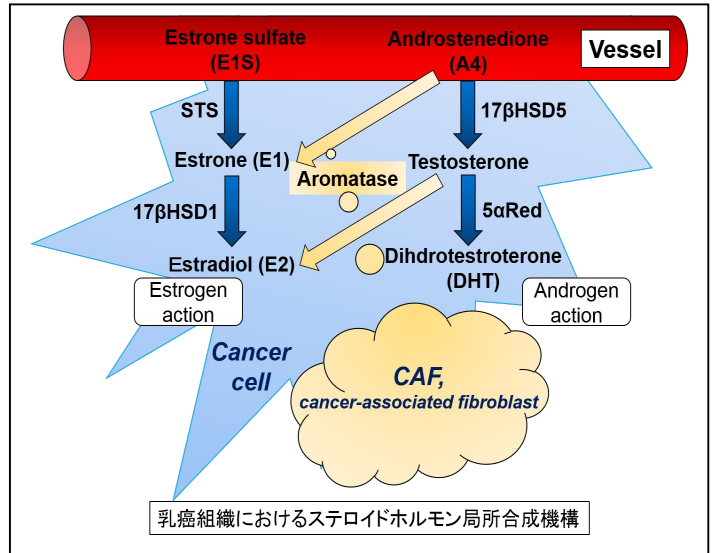 Estrone sulfate
(E1S)
Androstenedione
(A4)
Vessel
STS
17βHSD5
Estrone (E1)
Testosterone
Aromatase
17βHSD1
5αRed
Estradiol (E2)
Dihdrotestroterone
(DHT)
Estrogen
action
Androgen
action
Cancer
cell
CAF,
cancer-associated fibroblast
乳癌組織におけるステロイドホルモン局所合成機構